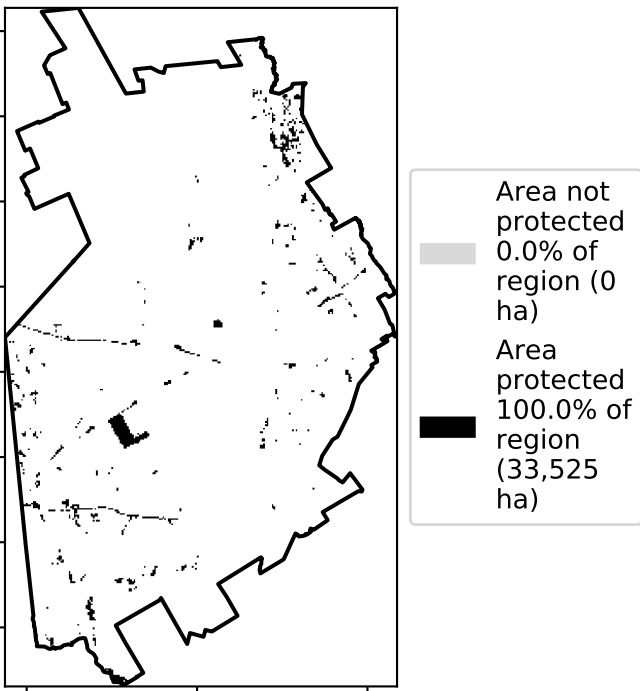 Area not
protected
0.0% of
region (0
ha)
Area
protected
100.0% of
region
(33,525
ha)